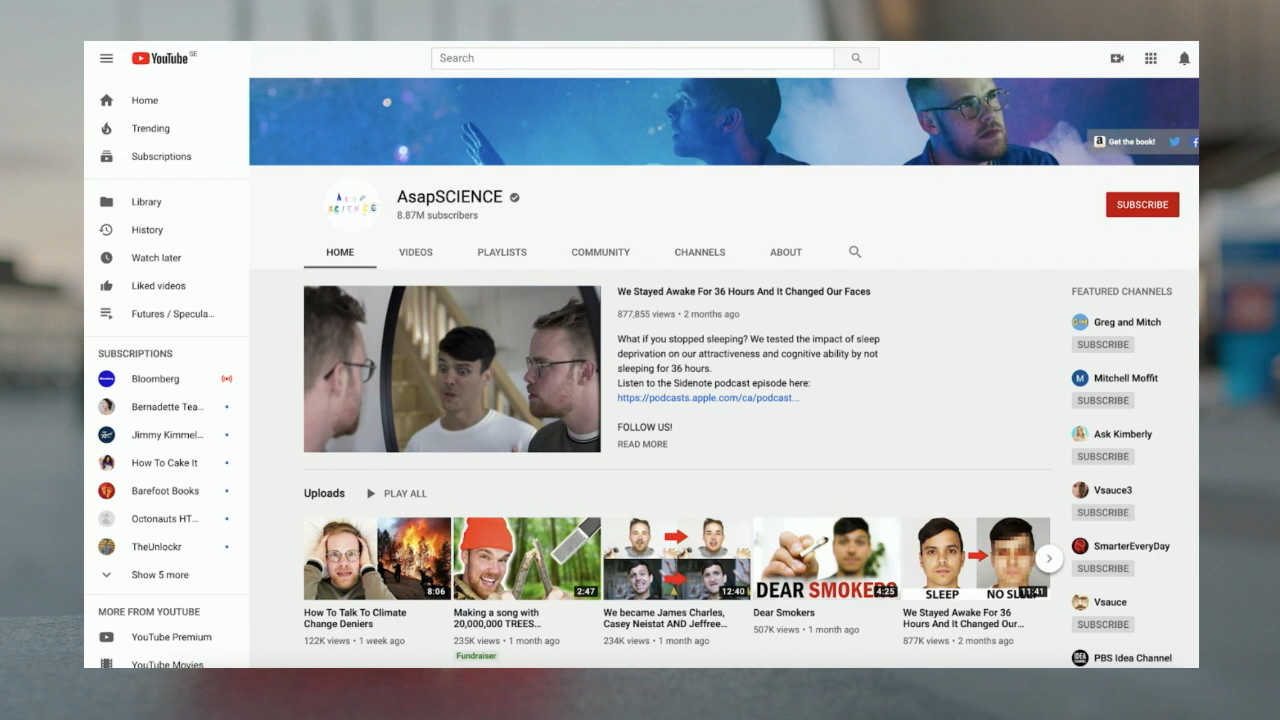 YouTube SE
Search
Home
Trending
Subscriptions
Library
History
Watch later
Liked videos
Futures / Specula...
SUBSCRIPTIONS
Bloomberg
Bernadette Tea...
Jimmy Kimmel...
How To Cake It
Barefoot Books
Octonauts HT...
TheUnlockr
Show 5 more
MORE FROM YOUTUBE
YouTube Premium
YouTube Movies
Get the book!
ASAP
SCIENCE
AsapSCIENCE
8.87M subscribers
SUBSCRIBE
HOME
VIDEOS
PLAYLISTS
COMMUNITY
CHANNELS
ABOUT
We Stayed Awake For 36 Hours And It Changed Our Faces
877,855 views • 2 months ago
What if you stopped sleeping? We tested the impact of sleep
deprivation on our attractiveness and cognitive ability by not
sleeping for 36 hours.
Listen to the Sidenote podcast episode here:
https://podcasts.apple.com/ca/podcast...
FOLLOW US!
READ MORE
Uploads
PLAY ALL
8:06
How To Talk To Climate
Change Deniers
122K views • 1 week ago
2:47
Making a song with
20,000,000 TREES...
235K views • 1 month ago
Fundraiser
12:40
We became James Charles,
Casey Neistat AND Jeffree...
234K views • 1 month ago
DEAR SMOKERS
4:25
Dear Smokers
507K views • 1 month ago
SLEEP
NO SLEEP
11:41
We Stayed Awake For 36
Hours And It Changed Our...
877K views • 2 months ago
FEATURED CHANNELS
Greg and Mitch
SUBSCRIBE
Mitchell Moffit
SUBSCRIBE
Ask Kimberly
SUBSCRIBE
Vsauce3
SUBSCRIBE
SmarterEveryDay
SUBSCRIBE
Vsauce
SUBSCRIBE
PBS Idea Channel